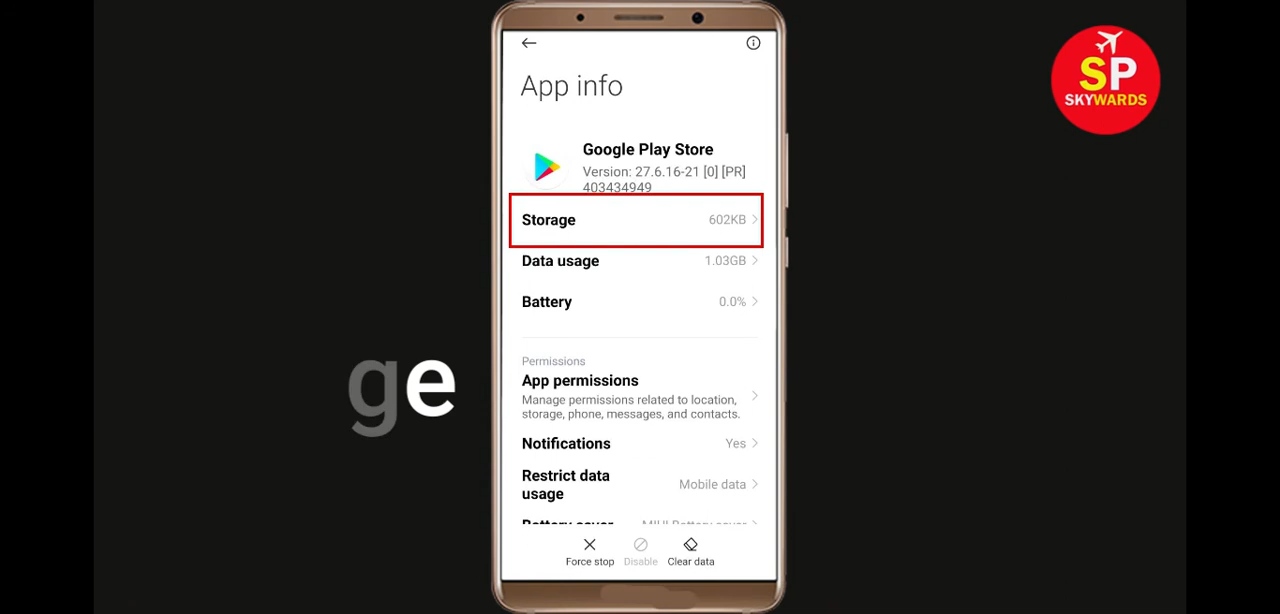 App info
SP
SKYWARDS
Google Play Store
Version: 27.6.16-21 [0] [PR]
403434949
Storage 602KB
Data usage 1.03GB
Battery 0.0%
Permissions
App permissions
Manage permissions related to location,
storage, phone, messages, and contacts.
ge
Notifications Yes
Restrict data
usage Mobile data
Battery saver MIUI Battery saver
Force stop Disable Clear data